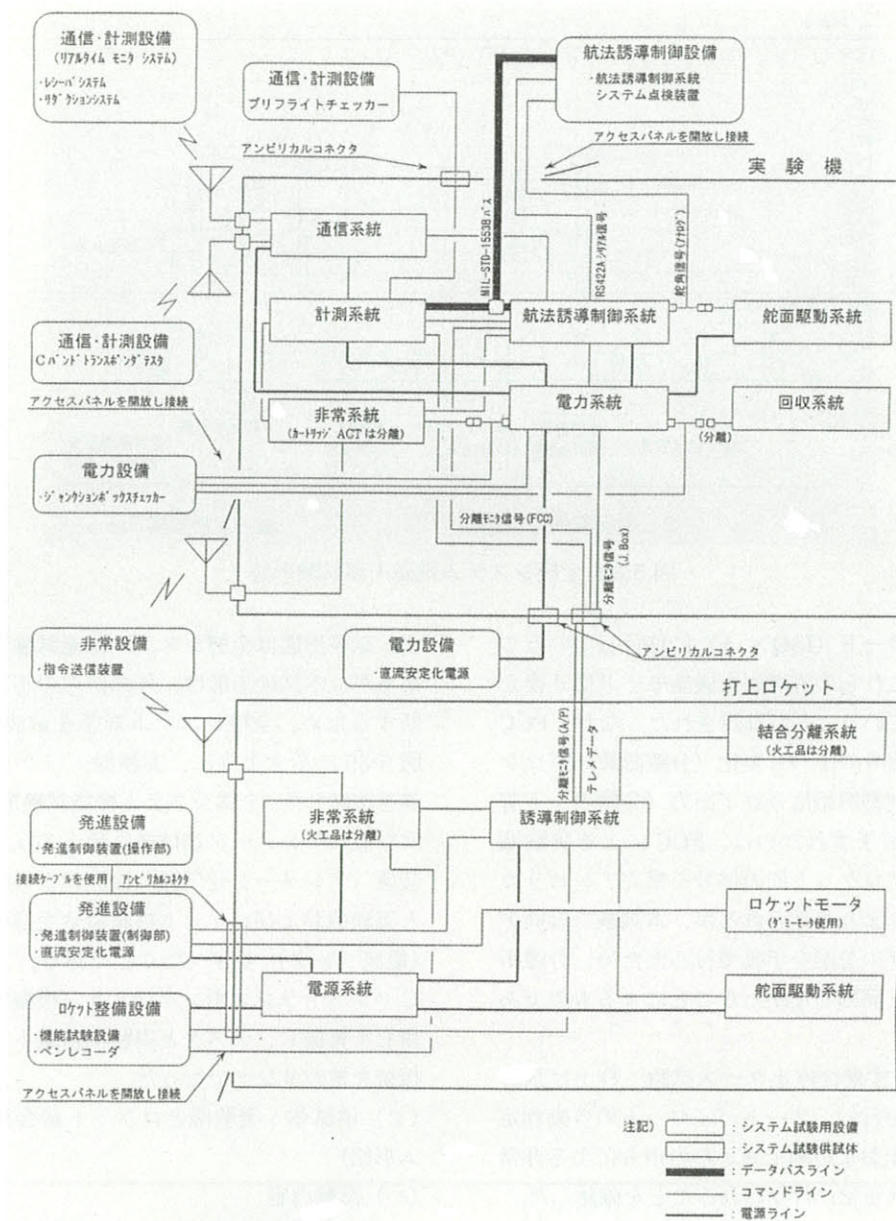 通信・計測設備
(リアルタイム モニタ システム)
・レシーバシステム
・リダクションシステム
通信・計測設備
プリフライトチェッカー
航法誘導制御設備
・航法誘導制御系統
システム点検装置
アンビリカルコネクタ
アクセスパネルを開放し接続
実験機
通信系統
MIL-STD-1553Bバス
RS422Aシリアル信号
舵角信号(アナログ)
計測系統
航法誘導制御系統
舵面駆動系統
通信・計測設備
Cバンドトランスポンダテスタ
アクセスパネルを開放し接続
非常系統
(カートリッジ ACTは分離)
電力系統
回収系統
(分離)
電力設備
・ジャンクションボックスチェッカー
分離モニタ信号(FCC)
分離モニタ信号
(J.Box)
非常設備
・指令送信装置
電力設備
・直流安定化電源
アンビリカルコネクタ
打上ロケット
分離モニタ信号(A/P)
テレメデータ
結合分離系統
(火工品は分離)
非常系統
(火工品は分離)
誘導制御系統
発進設備
・発進制御装置(操作部)
接続ケーブルを使用
アンビリカルコネクタ
発進設備
・発進制御装置(制御部)
・直流安定化電源
ロケットモータ
(ダミーモータ使用)
電源系統
舵面駆動系統
ロケット整備設備
・機能試験設備
・ペンレコーダ
アクセスパネルを開放し接続
注記)
：システム試験用設備
：システム試験供試体
：データバスライン
：コマンドライン
：電源ライン